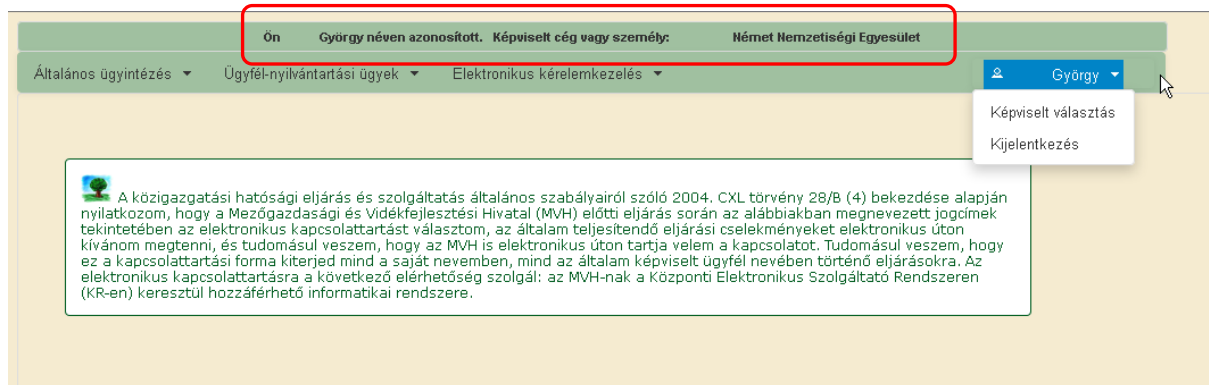 Ön György néven azonosított. Képviselt cég vagy személy: Német Nemzetiségi Egyesület
Általános ügyintézés Ügyfél-nyilvántartási ügyek Elektronikus kérelemkezelés György
Képviselt választás
Kijelentkezés
A közigazgatási hatósági eljárás és szolgáltatás általános szabályairól szóló 2004. CXL törvény 28/B (4) bekezdése alapján
nyilatkozom, hogy a Mezőgazdasági és Vidékfejlesztési Hivatal (MVH) előtti eljárás során az alábbiakban megnevezett jogcímek
tekintetében az elektronikus kapcsolattartást választom, az általam teljesítendő eljárási cselekményeket elektronikus úton
kívánom megtenni, és tudomásul veszem, hogy az MVH is elektronikus úton tartja velem a kapcsolatot. Tudomásul veszem, hogy
ez a kapcsolattartási forma kiterjed mind a saját nevemben, mind az általam képviselt ügyfél nevében történő eljárásokra. Az
elektronikus kapcsolattartásra a következő elérhetőség szolgál: az MVH-nak a Központi Elektronikus Szolgáltató Rendszeren
(KR-en) keresztül hozzáférhető informatikai rendszere.